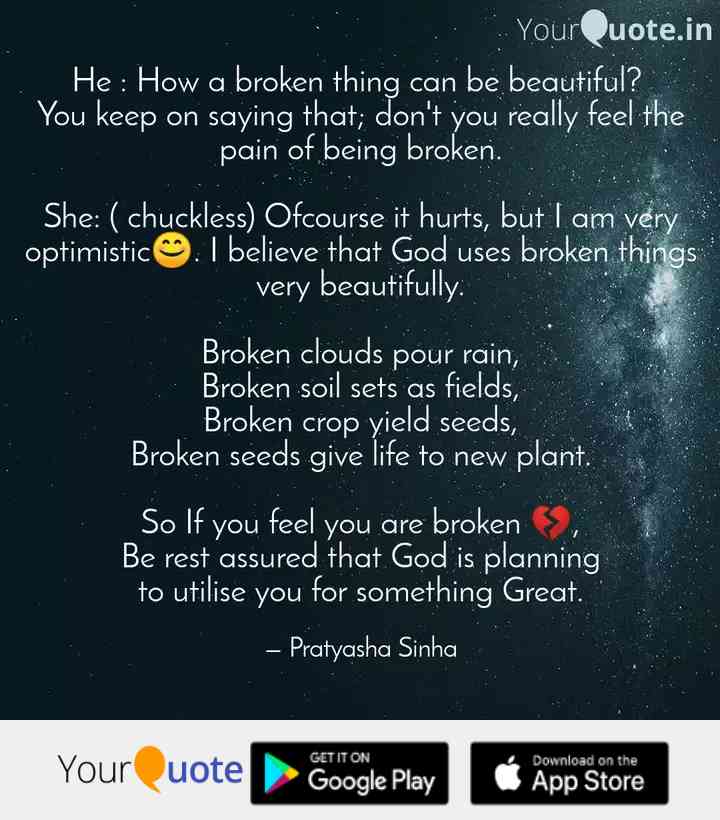 YourQuote.in
He : How a broken thing can be beautiful?
You keep on saying that; don't you really feel the
pain of being broken.
She: ( chuckless) Ofcourse it hurts, but I am very
optimistic😊. I believe that God uses broken things
very beautifully.
Broken clouds pour rain,
Broken soil sets as fields,
Broken crop yield seeds,
Broken seeds give life to new plant.
So If you feel you are broken 💔,
Be rest assured that God is planning
to utilise you for something Great.
– Pratyasha Sinha
YourQuote
GET IT ON
Google Play
Download on the
App Store